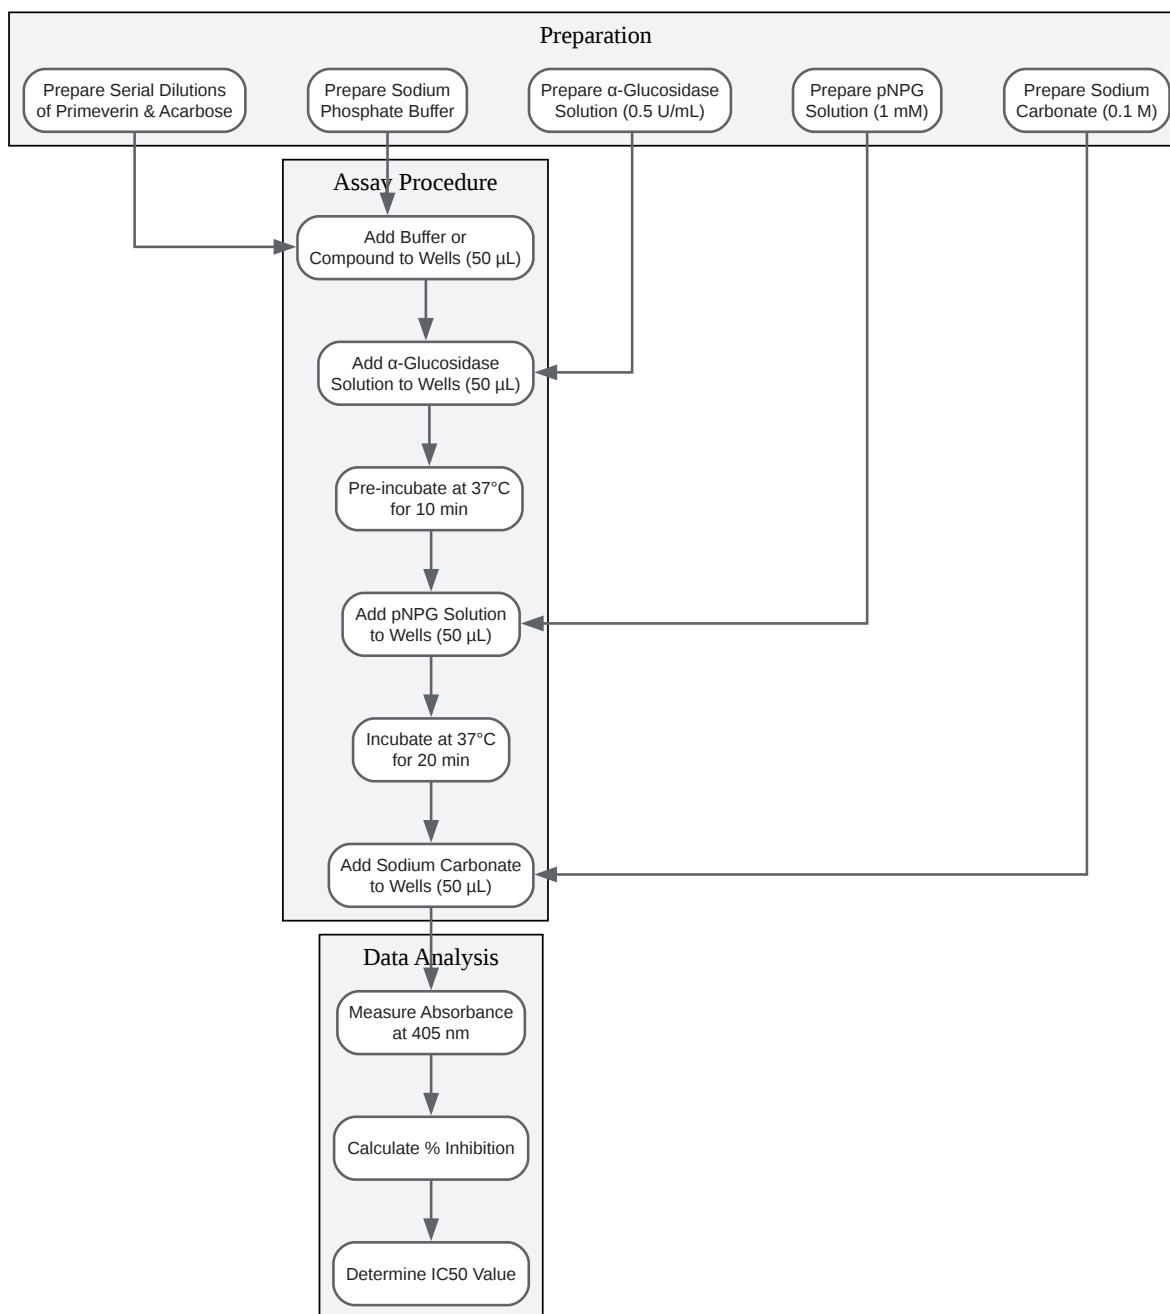 Preparation
Prepare Serial Dilutions
of Primeverin & Acarbose
Prepare Sodium
Phosphate Buffer
Prepare α-Glucosidase
Solution (0.5 U/mL)
Prepare pNPG
Solution (1 mM)
Prepare Sodium
Carbonate (0.1 M)
Assay Procedure
Add Buffer or
Compound to Wells (50 µL)
Add α-Glucosidase
Solution to Wells (50 µL)
Pre-incubate at 37°C
for 10 min
Add pNPG Solution
to Wells (50 µL)
Incubate at 37°C
for 20 min
Add Sodium Carbonate
to Wells (50 µL)
Data Analysis
Measure Absorbance
at 405 nm
Calculate % Inhibition
Determine IC50 Value